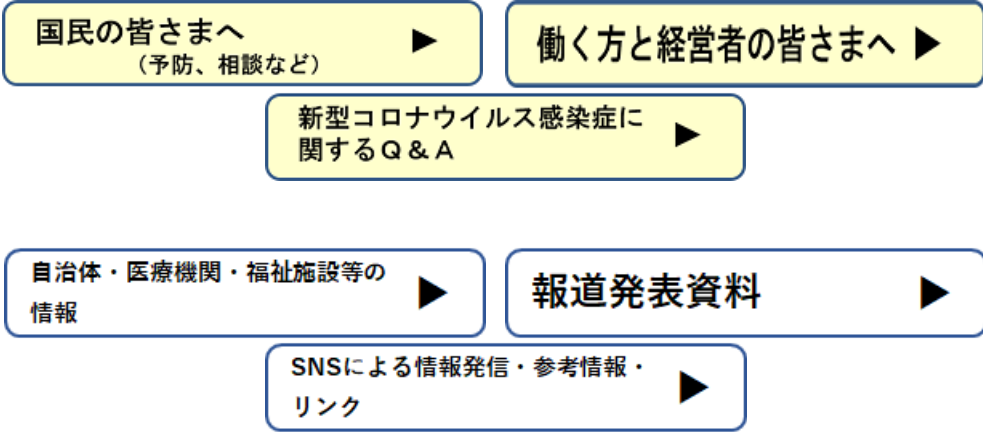 国民の皆さまへ
（予防、相談など）
働く方と経営者の皆さまへ
新型コロナウイルス感染症に
関するＱ＆Ａ
自治体・医療機関・福祉施設等の
情報
報道発表資料
SNSによる情報発信・参考情報・
リンク